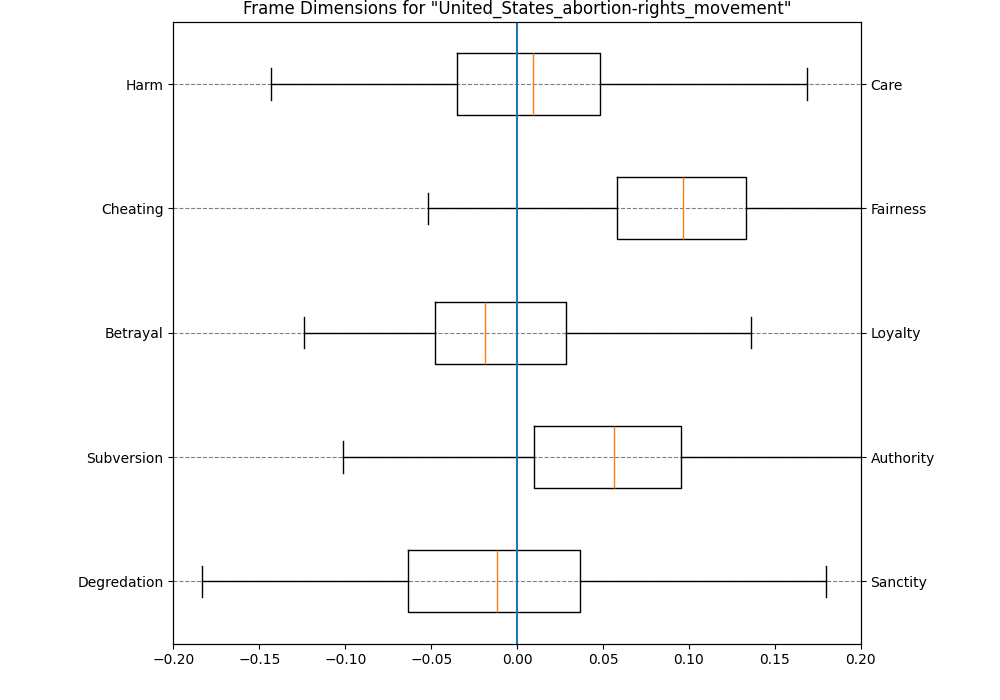 Frame Dimensions for "United_States_abortion-rights_movement"
Harm Care
Cheating Fairness
Betrayal Loyalty
Subversion Authority
Degredation Sanctity
−0.20 −0.15 −0.10 −0.05 0.00 0.05 0.10 0.15 0.20